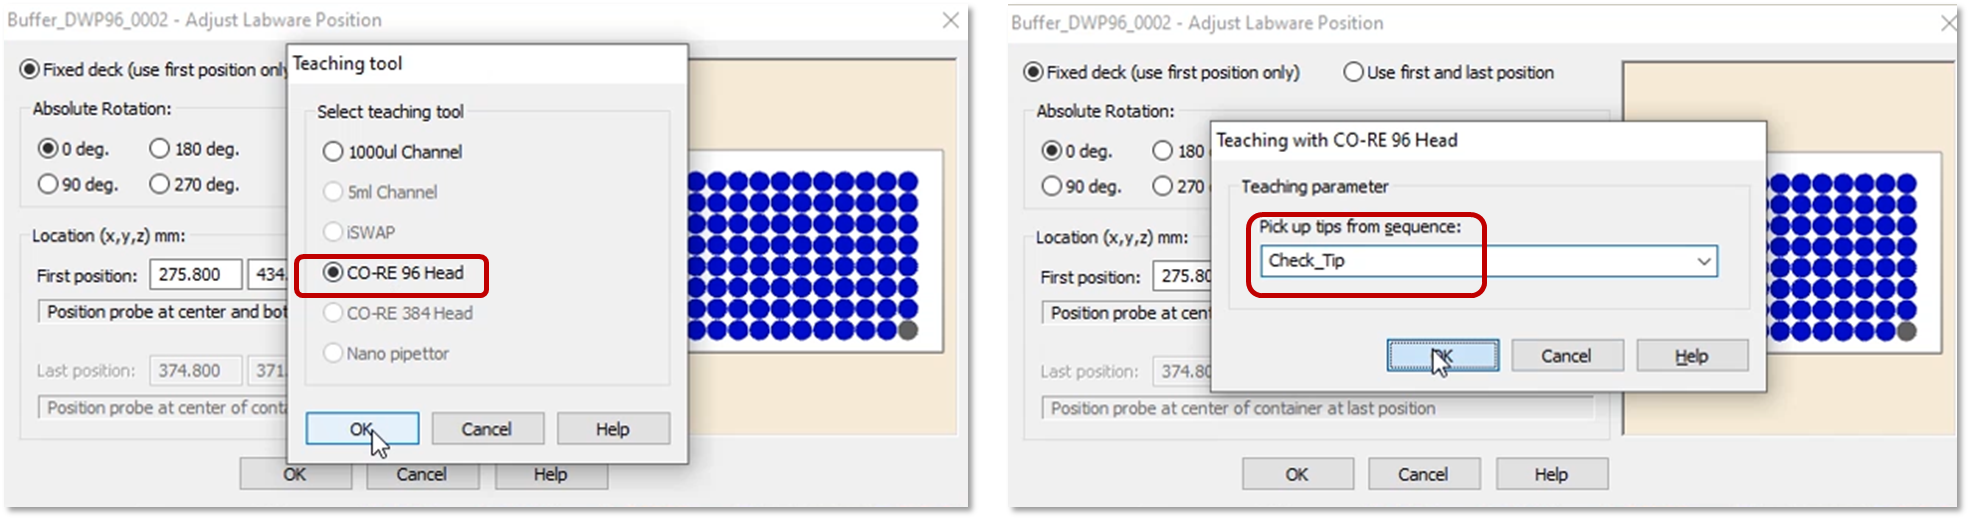 Buffer_DWP96_0002 - Adjust Labware Position
Teaching tool
Fixed deck (use first position only
Select teaching tool
Absolute Rotation:
0 deg.
180 deg.
90 deg.
270 deg.
1000ul Channel
5ml Channel
iSWAP
CO-RE 96 Head
CO-RE 384 Head
Nano pipettor
Location (x,y,z) mm:
First position:
275.800
434.
Position probe at center and bot
Last position:
374.800
371.
Position probe at center of conta
OK
Cancel
Help
OK
Cancel
Help
Buffer_DWP96_0002 - Adjust Labware Position
Fixed deck (use first position only)
Use first and last position
Absolute Rotation:
0 deg.
180
90 deg.
270
Teaching with CO-RE 96 Head
Teaching parameter
Pick up tips from sequence:
Check_Tip
OK
Cancel
Help
Location (x,y,z) mm:
First position:
275.80
Position probe at cent
Last position:
374.80
Position probe at center of container at last position
OK
Cancel
Help